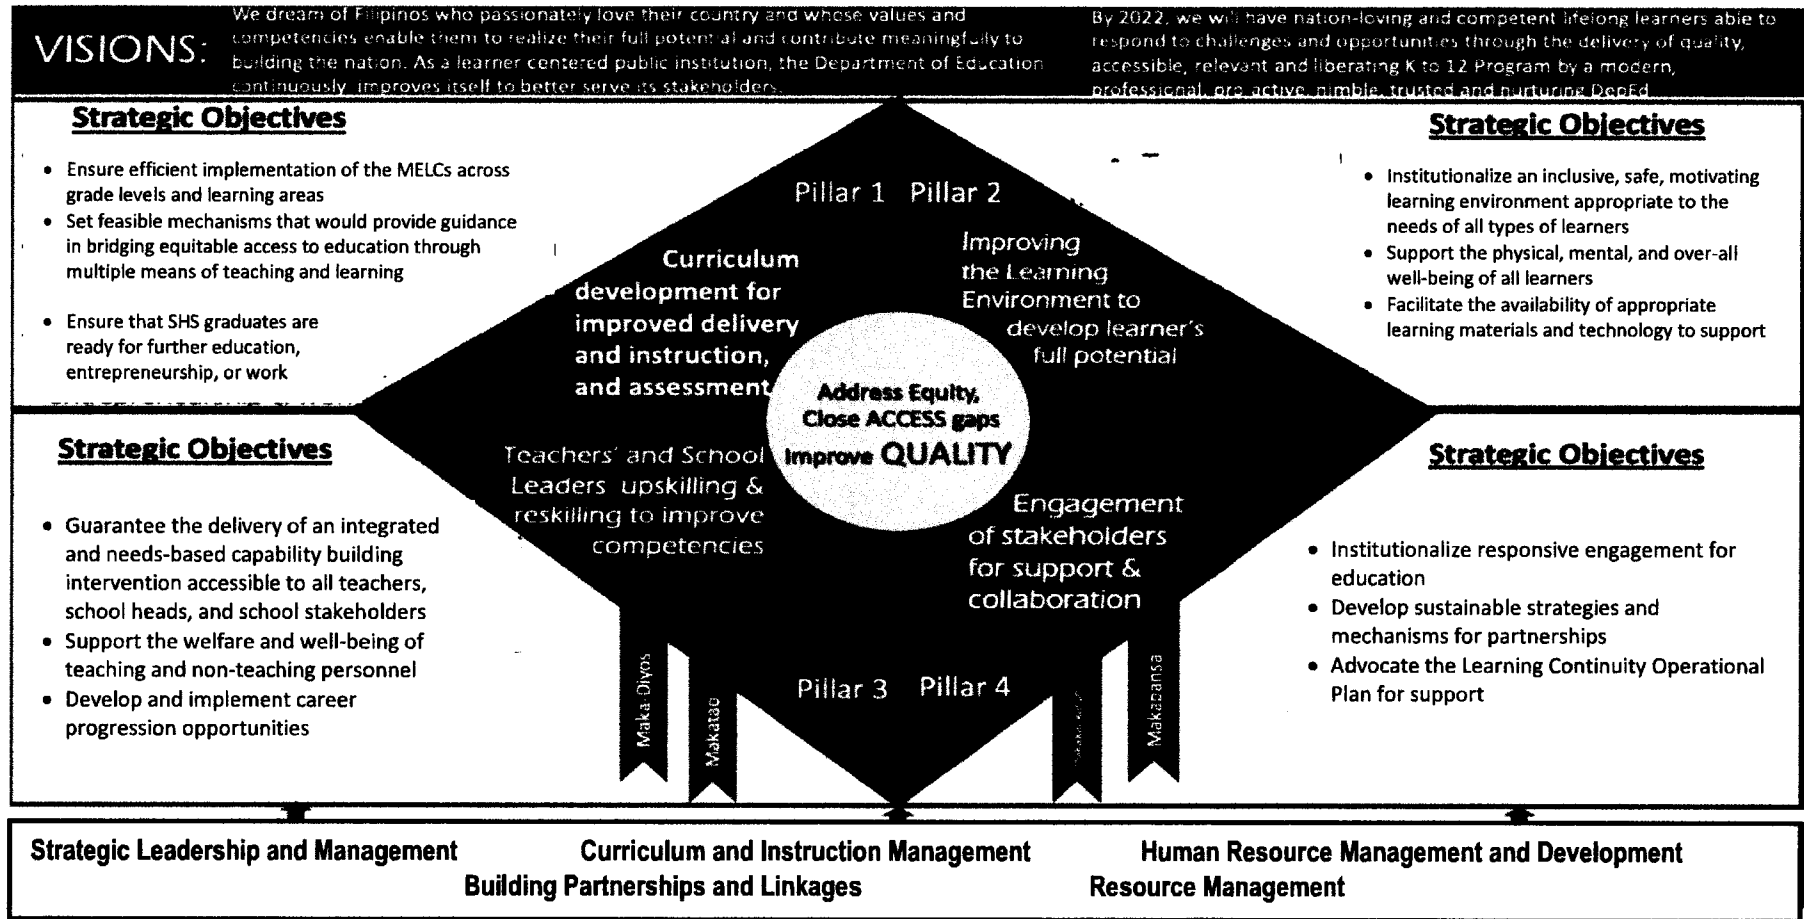 VISIONS:
We dream of Filipinos who passionately love their country and whose values and
competencies enable them to realize their full potential and contribute meaningfully to
building the nation. As a learner centered public institution, the Department of Education
continuously improves itself to better serve its stakeholders.
By 2022, we will have nation-loving and competent lifelong learners able to
respond to challenges and opportunities through the delivery of quality,
accessible, relevant and liberating K to 12 Program by a modern,
professional, pro active, nimble, trusted and nurturing DepEd
Strategic Objectives
• Ensure efficient implementation of the MELCs across
grade levels and learning areas
• Set feasible mechanisms that would provide guidance
in bridging equitable access to education through
multiple means of teaching and learning
• Ensure that SHS graduates are
ready for further education,
entrepreneurship, or work
Pillar 1 Pillar 2
Curriculum
development for
improved delivery
and instruction,
and assessment
Improving
the Learning
Environment to
develop learner's
full potential
Strategic Objectives
• Institutionalize an inclusive, safe, motivating
learning environment appropriate to the
needs of all types of learners
• Support the physical, mental, and over-all
well-being of all learners
• Facilitate the availability of appropriate
learning materials and technology to support
Address Equity,
Close ACCESS gaps
Improve QUALITY
Strategic Objectives
• Guarantee the delivery of an integrated
and needs-based capability building
intervention accessible to all teachers,
school heads, and school stakeholders
• Support the welfare and well-being of
teaching and non-teaching personnel
• Develop and implement career
progression opportunities
Teachers' and School
Leaders upskilling &
reskilling to improve
competencies
Engagement
of stakeholders
for support &
collaboration
Pillar 3 Pillar 4
Maka Diyos
Makatao
Makabansa
Strategic Objectives
• Institutionalize responsive engagement for
education
• Develop sustainable strategies and
mechanisms for partnerships
• Advocate the Learning Continuity Operational
Plan for support
Strategic Leadership and Management Curriculum and Instruction Management Human Resource Management and Development
Building Partnerships and Linkages Resource Management